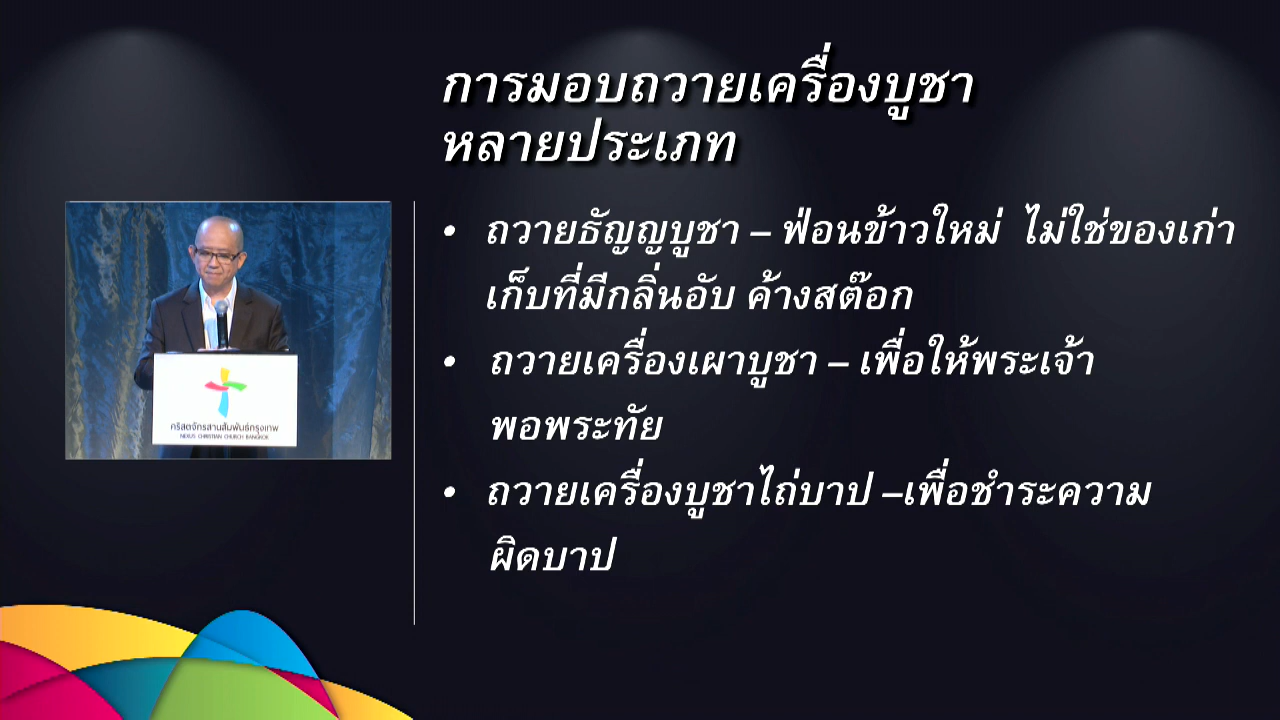 การมอบถวายเครื่องบูชา
หลายประเภท
• ถวายธัญญบูชา – ฟ่อนข้าวใหม่ ไม่ใช่ของเก่า
เก็บที่มีกลิ่นอับ ค้างสต๊อก
• ถวายเครื่องเผาบูชา – เพื่อให้พระเจ้า
พอพระทัย
• ถวายเครื่องบูชาไถ่บาป –เพื่อชำระความ
ผิดบาป
คริสตจักรสานสัมพันธ์กรุงเทพ
NEXUS CHRISTIAN CHURCH BANGKOK